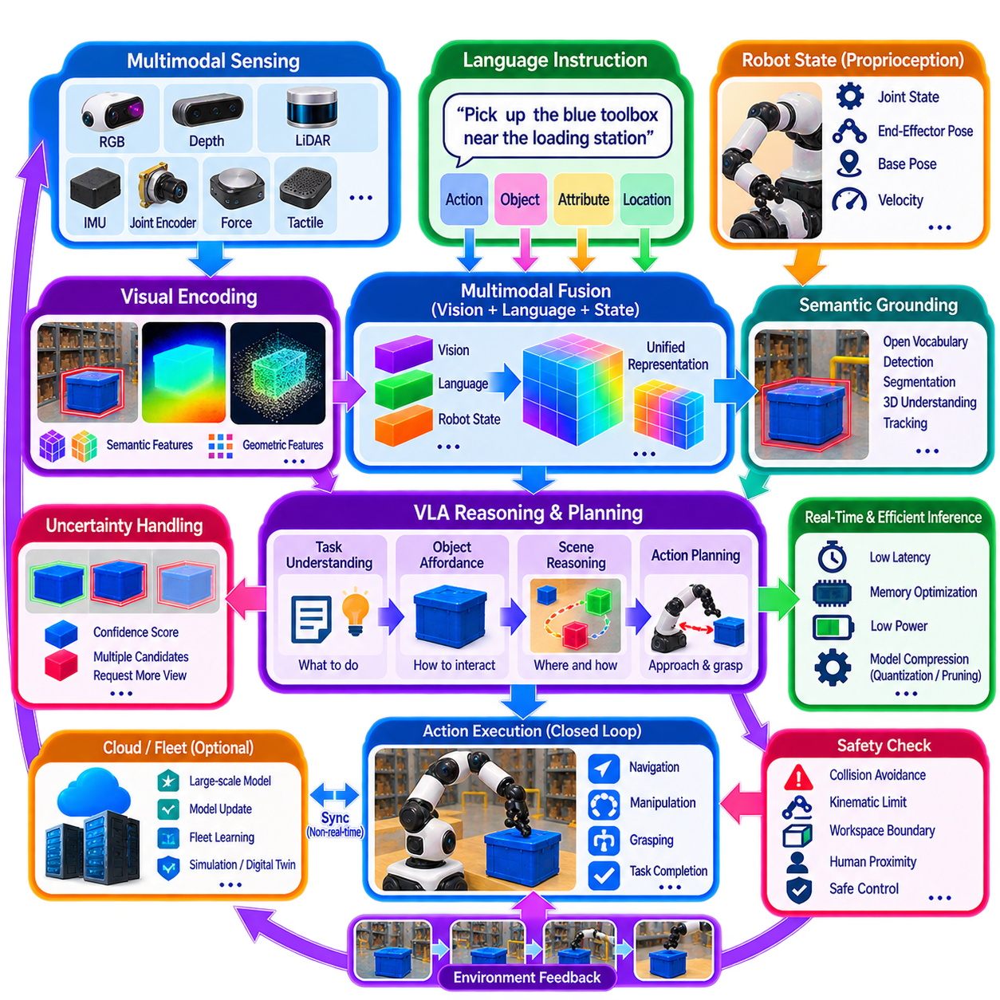 Multimodal Sensing
RGB
Depth
LiDAR
IMU
Joint Encoder
Force
Tactile
...
Language Instruction
“Pick up the blue toolbox
near the loading station”
Action
Object
Attribute
Location
Robot State (Proprioception)
Joint State
End-Effector Pose
Base Pose
Velocity
...
Visual Encoding
Semantic Features
Geometric Features
...
Multimodal Fusion
(Vision + Language + State)
Vision
Language
Robot State
...
Unified
Representation
...
Semantic Grounding
Open Vocabulary
Detection
Segmentation
3D Understanding
Tracking
...
Uncertainty Handling
Confidence Score
Multiple Candidates
Request More View
...
VLA Reasoning & Planning
Task
Understanding
What to do
Object
Affordance
How to interact
Scene
Reasoning
Where and how
Action Planning
Approach & grasp
Real-Time & Efficient Inference
Low Latency
Memory Optimization
Low Power
Model Compression
(Quantization / Pruning)
...
Cloud / Fleet (Optional)
Large-scale Model
Model Update
Fleet Learning
Simulation / Digital Twin
...
Sync
(Non-real-time)
Action Execution (Closed Loop)
Navigation
Manipulation
Grasping
Task Completion
...
Safety Check
Collision Avoidance
Kinematic Limit
Workspace Boundary
Human Proximity
Safe Control
...
Environment Feedback